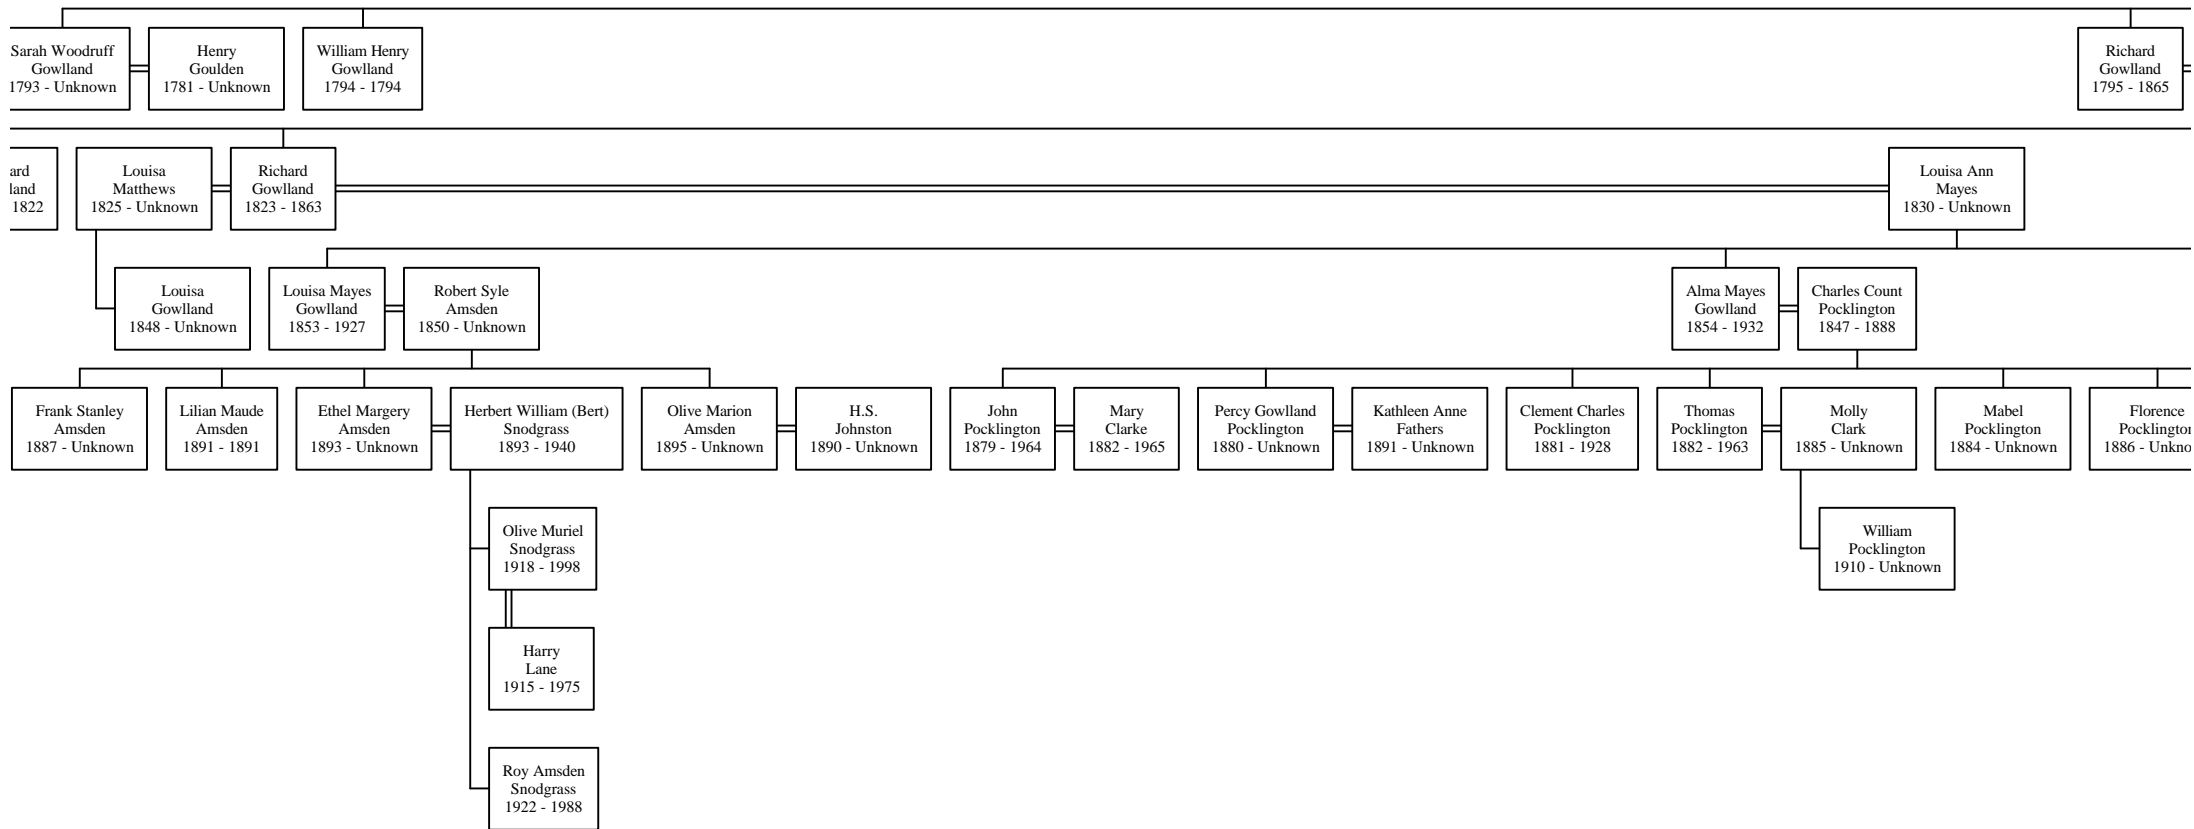 Sarah Woodruff
Gowlland
1793 - Unknown
Henry
Goulden
1781 - Unknown
William Henry
Gowlland
1794 - 1794
Richard
Gowlland
1795 - 1865
1822
Louisa
Matthews
1825 - Unknown
Richard
Gowlland
1823 - 1863
Louisa Ann
Mayes
1830 - Unknown
Louisa
Gowlland
1848 - Unknown
Louisa Mayes
Gowlland
1853 - 1927
Robert Syle
Amsden
1850 - Unknown
Alma Mayes
Gowlland
1854 - 1932
Charles Count
Pocklington
1847 - 1888
Frank Stanley
Amsden
1887 - Unknown
Lilian Maude
Amsden
1891 - 1891
Ethel Margery
Amsden
1893 - Unknown
Herbert William (Bert)
Snodgrass
1893 - 1940
Olive Marion
Amsden
1895 - Unknown
H.S.
Johnston
1890 - Unknown
John
Pocklington
1879 - 1964
Mary
Clarke
1882 - 1965
Percy Gowlland
Pocklington
1880 - Unknown
Kathleen Anne
Fathers
1891 - Unknown
Clement Charles
Pocklington
1881 - 1928
Thomas
Pocklington
1882 - 1963
Molly
Clark
1885 - Unknown
Mabel
Pocklington
1884 - Unknown
Florence
Pocklington
1886 -
Olive Muriel
Snodgrass
1918 - 1998
William
Pocklington
1910 - Unknown
Harry
Lane
1915 - 1975
Roy Amsden
Snodgrass
1922 - 1988